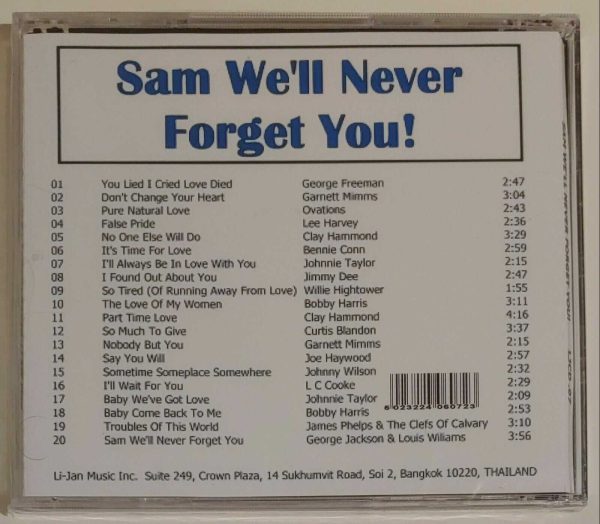 Sam We'll Never
Forget You!
01 You Lied I Cried Love Died George Freeman 2:47
02 Don't Change Your Heart Garnett Mimms 3:04
03 Pure Natural Love Ovations 2:43
04 False Pride Lee Harvey 2:36
05 No One Else Will Do Clay Hammond 3:29
06 It's Time For Love Bennie Conn 2:59
07 I'll Always Be In Love With You Johnnie Taylor 2:15
08 I Found Out About You Jimmy Dee 2:47
09 So Tired (Of Running Away From Love) Willie Hightower 1:55
10 The Love Of My Women Bobby Harris 3:11
11 Part Time Love Clay Hammond 4:16
12 So Much To Give Curtis Blandon 3:37
13 Nobody But You Garnett Mimms 2:15
14 Say You Will Joe Haywood 2:57
15 Sometime Someplace Somewhere Johnny Wilson 2:32
16 I'll Wait For You L C Cooke 2:29
17 Baby We've Got Love Johnnie Taylor 2:09
18 Baby Come Back To Me Bobby Harris 2:53
19 Troubles Of This World James Phelps & The Clefs Of Calvary 3:10
20 Sam We'll Never Forget You George Jackson & Louis Wiliams 3:56
6 023224 060723
Li-Jan Music Inc. Suite 249, Crown Plaza, 14 Sukhumvit Road, Soi 2, Bangkok 10220, THAILAND
SAM WE'LL NEVER FORGET YOU!